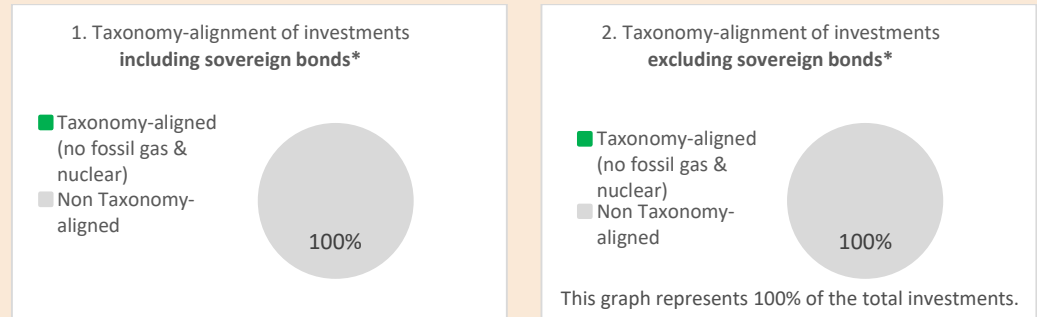 1. Taxonomy-alignment of investments
including sovereign bonds*
Taxonomy-aligned
(no fossil gas &
nuclear)
Non Taxonomy-
aligned
100%
2. Taxonomy-alignment of investments
excluding sovereign bonds*
Taxonomy-aligned
(no fossil gas &
nuclear)
Non Taxonomy-
aligned
100%
This graph represents 100% of the total investments.